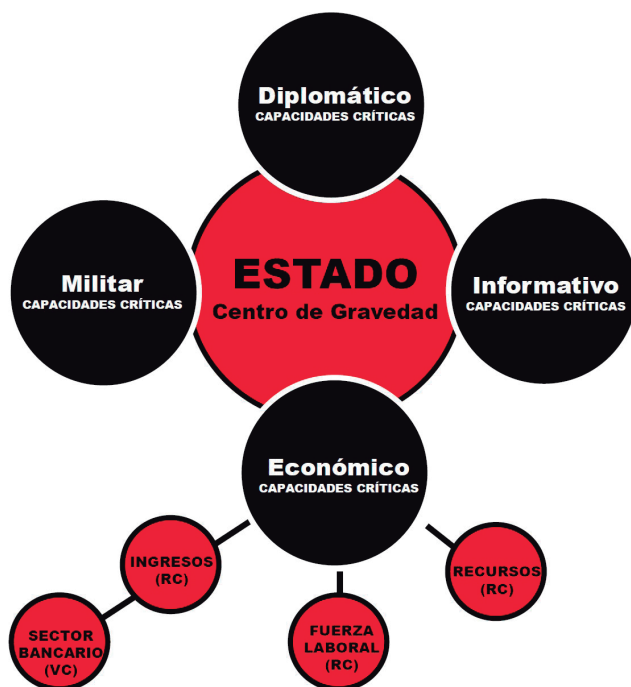 Diplomático
CAPACIDADES CRÍTICAS
ESTADO
Centro de Gravedad
Militar
CAPACIDADES CRÍTICAS
Informativo
CAPACIDADES CRÍTICAS
Económico
CAPACIDADES CRÍTICAS
INGRESOS
(RC)
RECURSOS
(RC)
SECTOR
BANCARIO
(VC)
FUERZA
LABORAL
(RC)